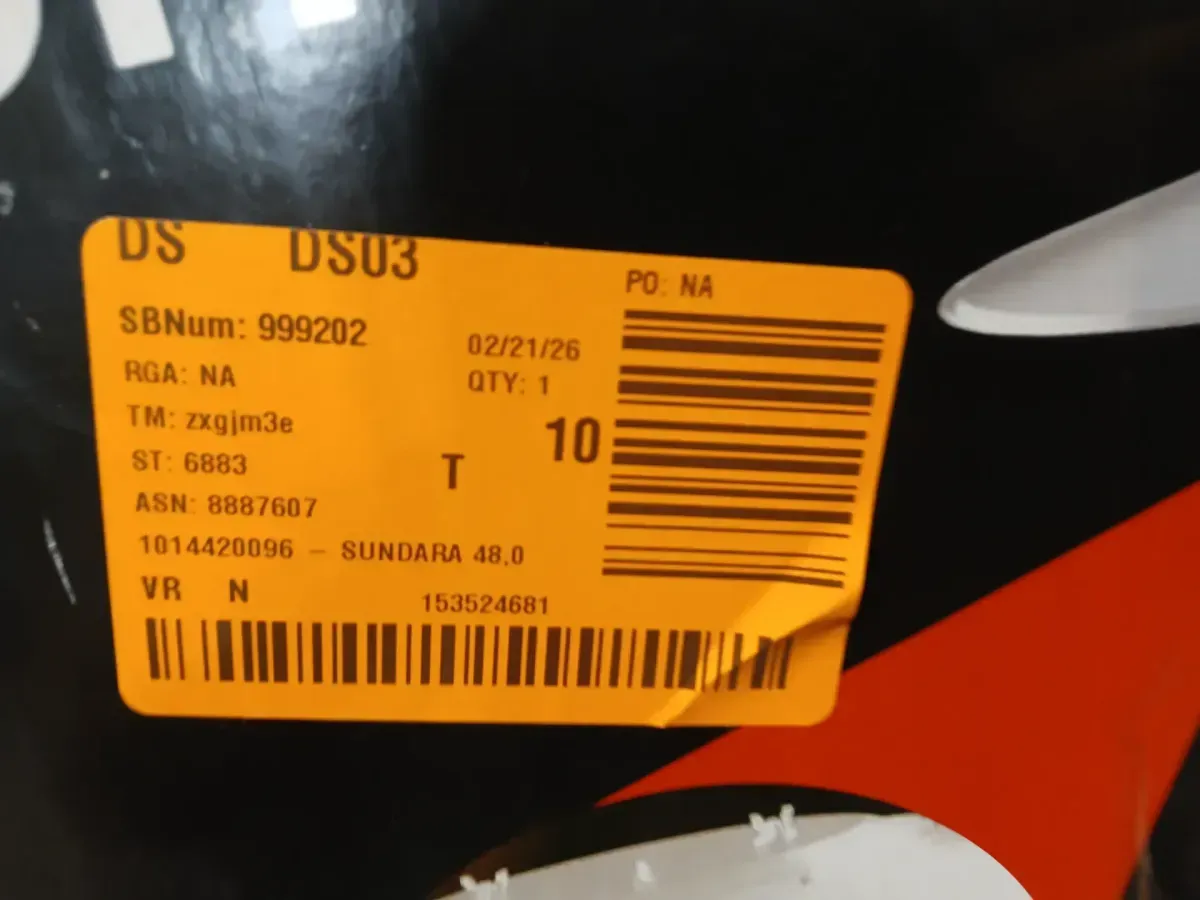 DS DS03
PO: NA
SBNum: 999202
02/21/26
RGA: NA
QTY: 1
TM: zxgjm3e
10
ST: 6883
T
ASN: 8887607
1014420096 – SUNDARA 48,0
VR N
153524681